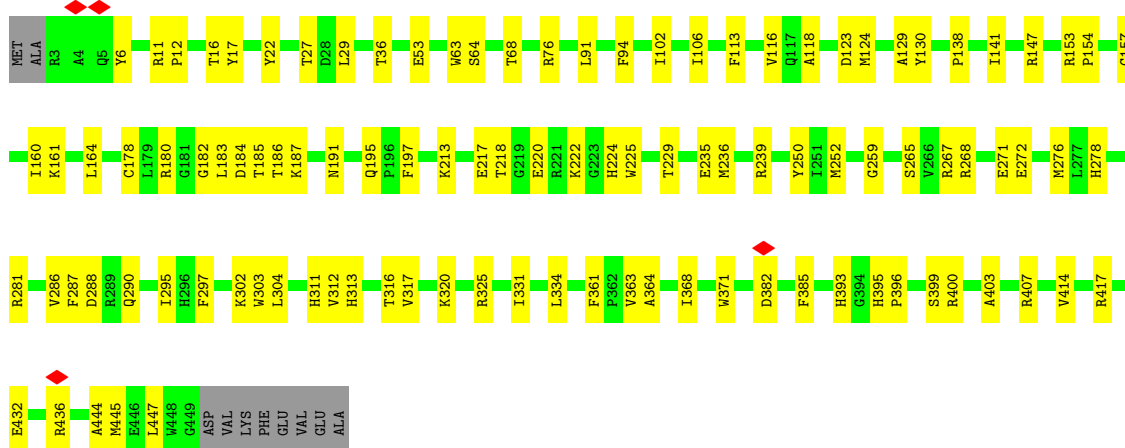 MET ALA R3 A4 Q5 Y6 R11 P12 T16 Y17 Y22 T27 D28 L29 T36 E53 W63 S64 T68 R76 L91 F94 I102 I106 F113 V116 Q117 A118 D123 M124 A129 Y130 P138 I141 R147 R153 P154 G157
I160 K161 L164 C178 L179 R180 G181 G182 L183 D184 T185 T186 K187 N191 Q195 P196 F197 K213 E217 T218 G219 E220 R221 K222 G223 H224 W225 T229 E235 M236 R239 Y250 I251 M252 G259 S265 V266 R267 R268 E271 E272 M276 L277 H278
R281 V286 F287 D288 R289 Q290 I295 H296 F297 K302 W303 L304 H311 V312 H313 T316 V317 K320 R325 I331 L334 F361 P362 V363 A364 I368 W371 D382 F385 H393 G394 H395 P396 S399 R400 A403 R407 V414 R417
E432 R436 A444 M445 E446 L447 W448 G449 ASP VAL LYS PHE GLU VAL GLU ALA